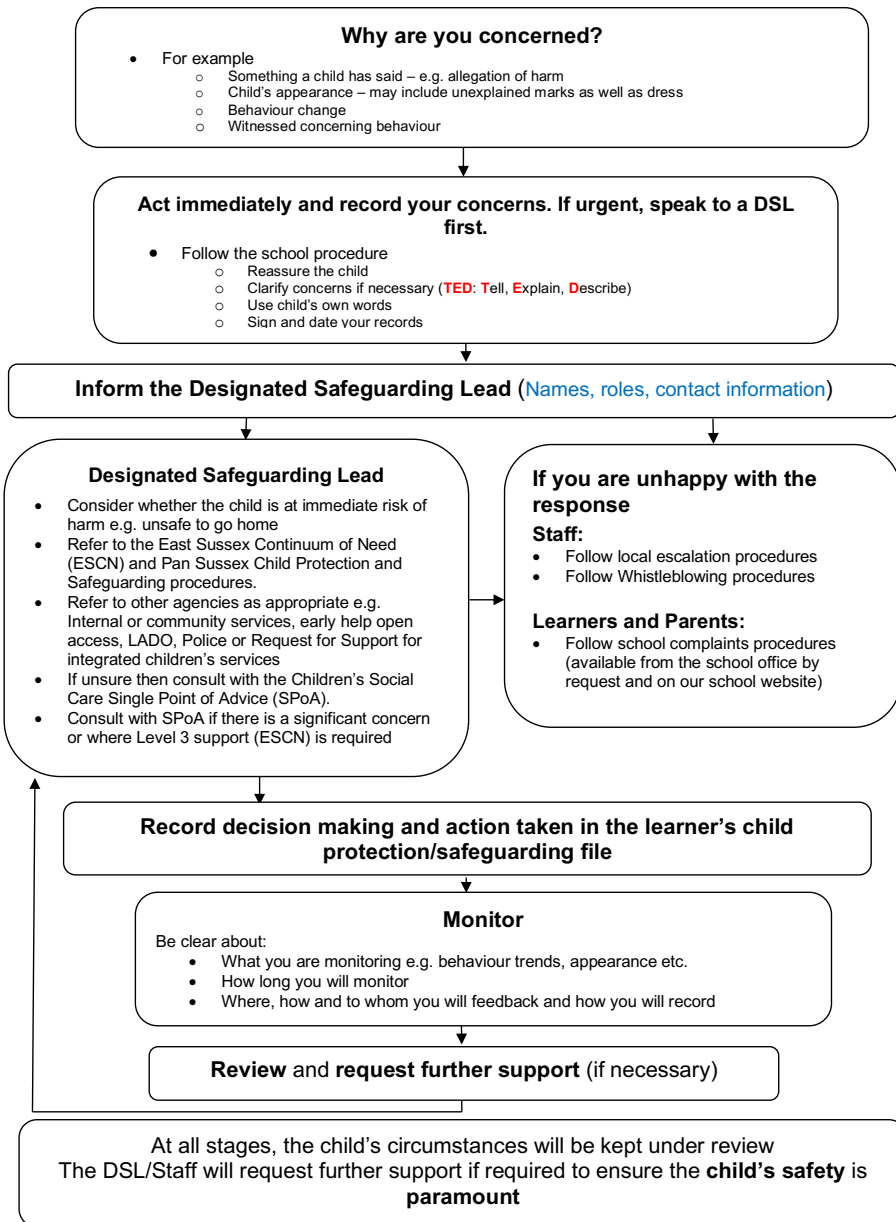 Why are you concerned?
• For example
o Something a child has said – e.g. allegation of harm
o Child's appearance – may include unexplained marks as well as dress
o Behaviour change
o Witnessed concerning behaviour
Act immediately and record your concerns. If urgent, speak to a DSL
first.
• Follow the school procedure
o Reassure the child
o Clarify concerns if necessary (TED: Tell, Explain, Describe)
o Use child's own words
o Sign and date your records
Inform the Designated Safeguarding Lead (Names, roles, contact information)
Designated Safeguarding Lead
• Consider whether the child is at immediate risk of
harm e.g. unsafe to go home
• Refer to the East Sussex Continuum of Need
(ESCN) and Pan Sussex Child Protection and
Safeguarding procedures.
• Refer to other agencies as appropriate e.g.
Internal or community services, early help open
access, LADO, Police or Request for Support for
integrated children's services
• If unsure then consult with the Children's Social
Care Single Point of Advice (SPoA).
• Consult with SPoA if there is a significant concern
or where Level 3 support (ESCN) is required
If you are unhappy with the
response
Staff:
• Follow local escalation procedures
• Follow Whistleblowing procedures
Learners and Parents:
• Follow school complaints procedures
(available from the school office by
request and on our school website)
Record decision making and action taken in the learner's child
protection/safeguarding file
Monitor
Be clear about:
• What you are monitoring e.g. behaviour trends, appearance etc.
• How long you will monitor
• Where, how and to whom you will feedback and how you will record
Review and request further support (if necessary)
At all stages, the child's circumstances will be kept under review
The DSL/Staff will request further support if required to ensure the child's safety is
paramount